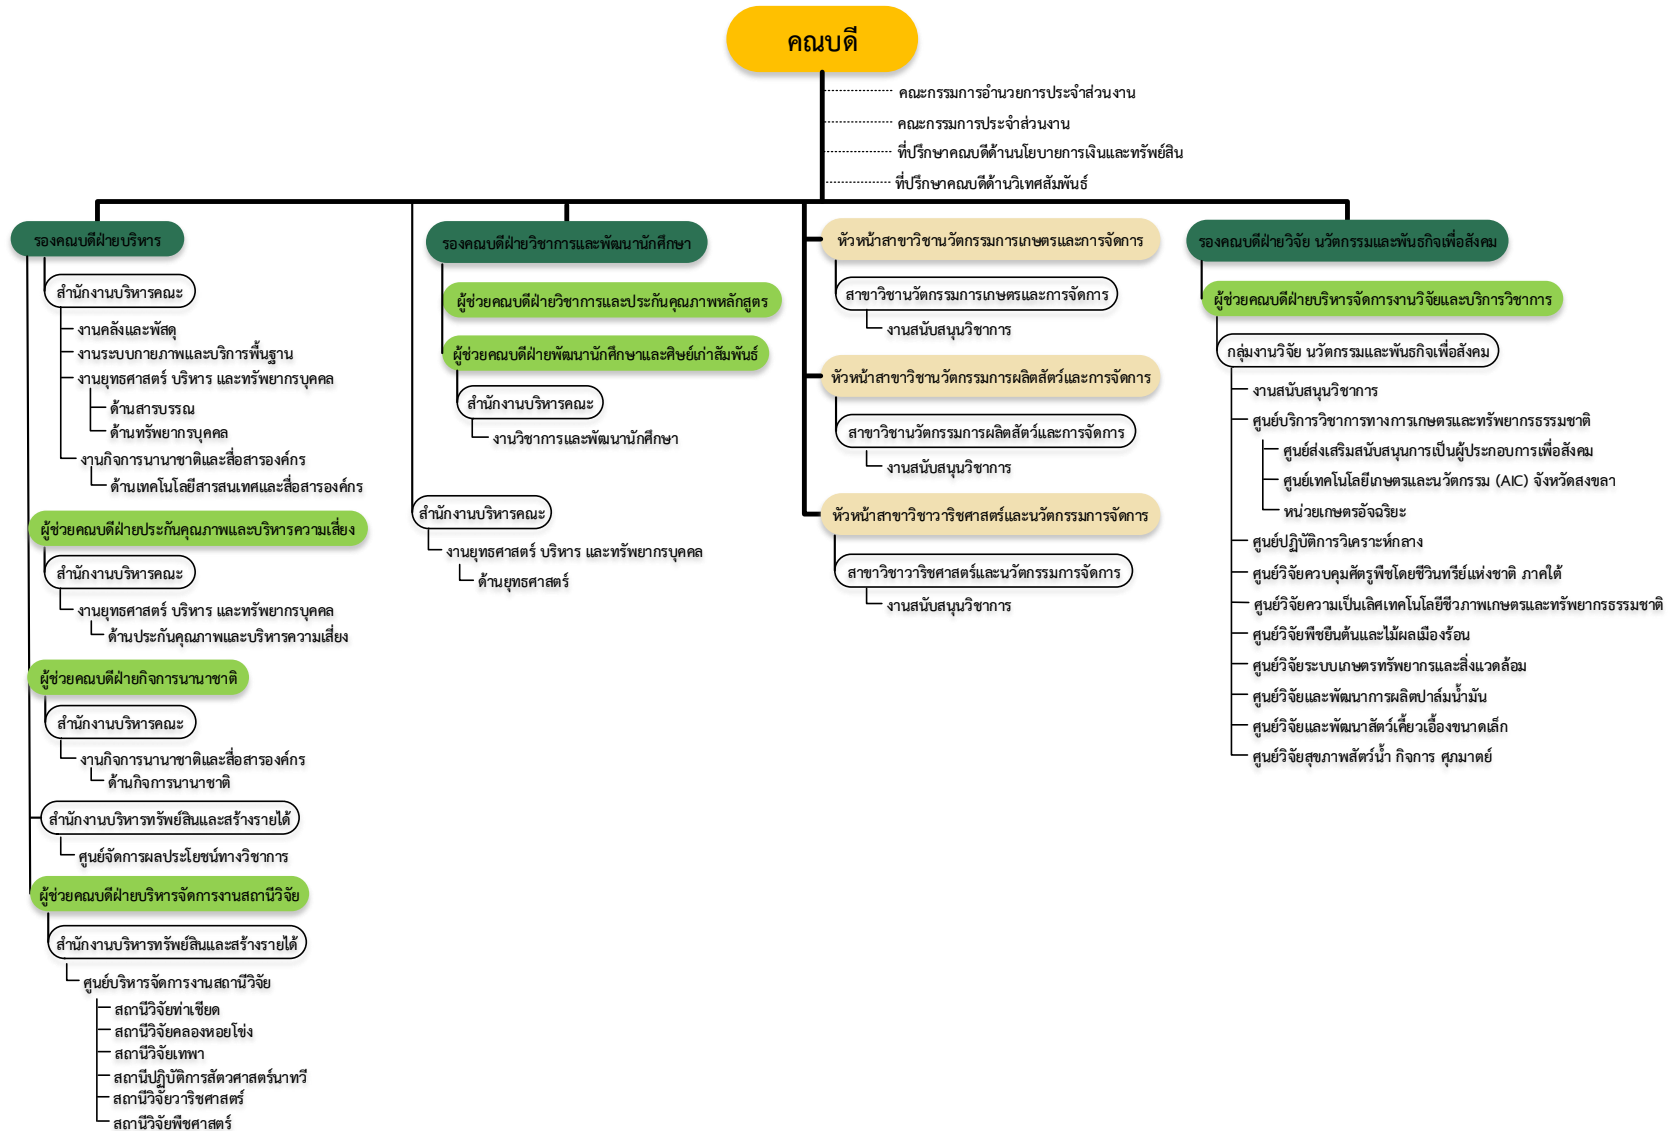 คณบดี
คณะกรรมการอำนวยการประจำส่วนงาน
คณะกรรมการประจำส่วนงาน
ที่ปรึกษาคณบดีด้านนโยบายการเงินและทรัพย์สิน
ที่ปรึกษาคณบดีด้านวิเทศสัมพันธ์
รองคณบดีฝ่ายบริหาร
สำนักงานบริหารคณะ
งานคลังและพัสดุ
งานระบบกายภาพและบริการพื้นฐาน
งานยุทธศาสตร์ บริหาร และทรัพยากรบุคคล
ด้านสารบรรณ
ด้านทรัพยากรบุคคล
งานกิจการนานาชาติและสื่อสารองค์กร
ด้านเทคโนโลยีสารสนเทศและสื่อสารองค์กร
ผู้ช่วยคณบดีฝ่ายประกันคุณภาพและบริหารความเสี่ยง
สำนักงานบริหารคณะ
งานยุทธศาสตร์ บริหาร และทรัพยากรบุคคล
ด้านประกันคุณภาพและบริหารความเสี่ยง
ผู้ช่วยคณบดีฝ่ายกิจการนานาชาติ
สำนักงานบริหารคณะ
งานกิจการนานาชาติและสื่อสารองค์กร
ด้านกิจการนานาชาติ
สำนักงานบริหารทรัพย์สินและสร้างรายได้
ศูนย์จัดการผลประโยชน์ทางวิชาการ
ผู้ช่วยคณบดีฝ่ายบริหารจัดการงานสถานีวิจัย
สำนักงานบริหารทรัพย์สินและสร้างรายได้
ศูนย์บริหารจัดการงานสถานีวิจัย
สถานีวิจัยท่าเชียด
สถานีวิจัยคลองหอยโข่ง
สถานีวิจัยเทพา
สถานีปฏิบัติการสัตวศาสตร์นาทวี
สถานีวิจัยวาริชศาสตร์
สถานีวิจัยพืชศาสตร์
รองคณบดีฝ่ายวิชาการและพัฒนานักศึกษา
ผู้ช่วยคณบดีฝ่ายวิชาการและประกันคุณภาพหลักสูตร
ผู้ช่วยคณบดีฝ่ายพัฒนานักศึกษาและศิษย์เก่าสัมพันธ์
สำนักงานบริหารคณะ
งานวิชาการและพัฒนานักศึกษา
สำนักงานบริหารคณะ
งานยุทธศาสตร์ บริหาร และทรัพยากรบุคคล
ด้านยุทธศาสตร์
หัวหน้าสาขาวิชานวัตกรรมการเกษตรและการจัดการ
สาขาวิชานวัตกรรมการเกษตรและการจัดการ
งานสนับสนุนวิชาการ
หัวหน้าสาขาวิชานวัตกรรมการผลิตสัตว์และการจัดการ
สาขาวิชานวัตกรรมการผลิตสัตว์และการจัดการ
งานสนับสนุนวิชาการ
หัวหน้าสาขาวิชาวาริชศาสตร์และนวัตกรรมการจัดการ
สาขาวิชาวาริชศาสตร์และนวัตกรรมการจัดการ
งานสนับสนุนวิชาการ
รองคณบดีฝ่ายวิจัย นวัตกรรมและพันธกิจเพื่อสังคม
ผู้ช่วยคณบดีฝ่ายบริหารจัดการงานวิจัยและบริการวิชาการ
กลุ่มงานวิจัย นวัตกรรมและพันธกิจเพื่อสังคม
งานสนับสนุนวิชาการ
ศูนย์บริการวิชาการทางการเกษตรและทรัพยากรธรรมชาติ
ศูนย์ส่งเสริมสนับสนุนการเป็นผู้ประกอบการเพื่อสังคม
ศูนย์เทคโนโลยีเกษตรและนวัตกรรม (AIC) จังหวัดสงขลา
หน่วยเกษตรอัจฉริยะ
ศูนย์ปฏิบัติการวิเคราะห์กลาง
ศูนย์วิจัยควบคุมศัตรูพืชโดยชีวินทรีย์แห่งชาติ ภาคใต้
ศูนย์วิจัยความเป็นเลิศเทคโนโลยีชีวภาพเกษตรและทรัพยากรธรรมชาติ
ศูนย์วิจัยพืชยืนต้นและไม้ผลเมืองร้อน
ศูนย์วิจัยระบบเกษตรทรัพยากรและสิ่งแวดล้อม
ศูนย์วิจัยและพัฒนาการผลิตปาล์มน้ำมัน
ศูนย์วิจัยและพัฒนาสัตว์เคี้ยวเอื้องขนาดเล็ก
ศูนย์วิจัยสุขภาพสัตว์น้ำ กิจการ ศุภมาตย์